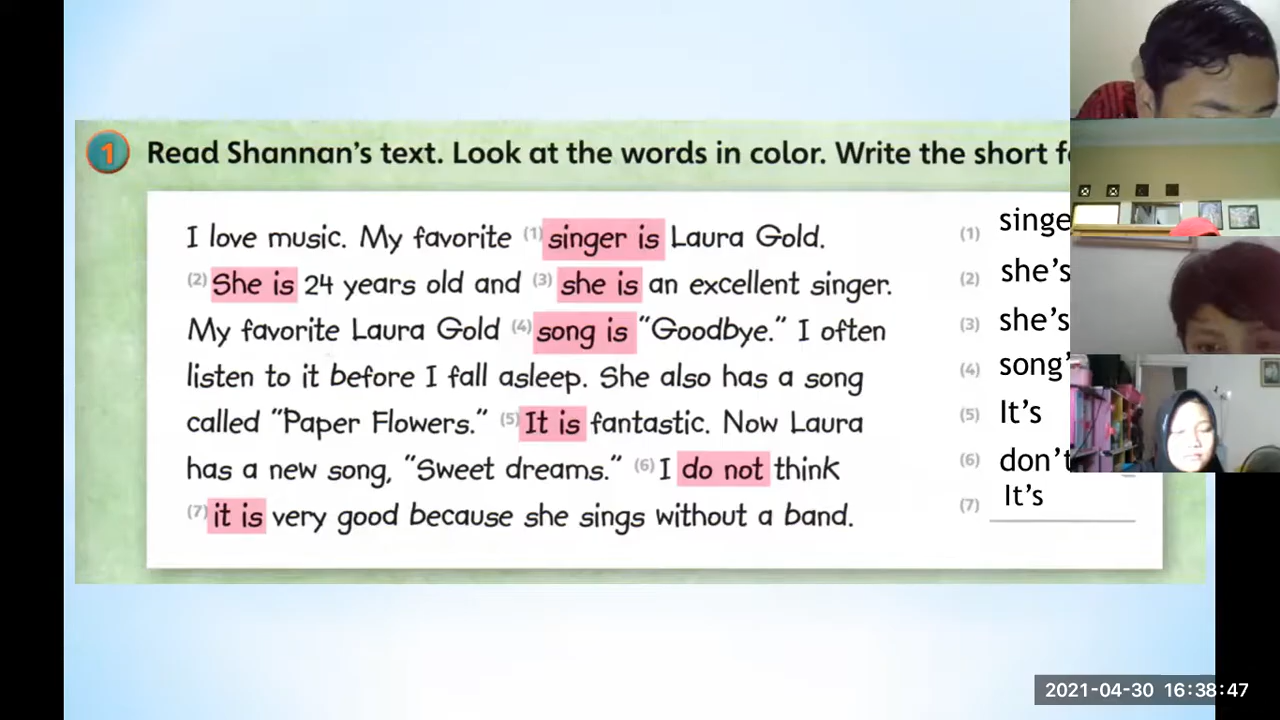 1 Read Shannan's text. Look at the words in color. Write the short
I love music. My favorite (1) singer is Laura Gold.
(2) She is 24 years old and (3) she is an excellent singer.
My favorite Laura Gold (4) song is "Goodbye." I often
listen to it before I fall asleep. She also has a song
called "Paper Flowers." (5) It is fantastic. Now Laura
has a new song, "Sweet dreams." (6) I do not think
(7) it is very good because she sings without a band.
(1) singe
(2) she's
(3) she's
(4) song'
(5) It's
(6) don't
(7) It's
2021-04-30 16:38:47